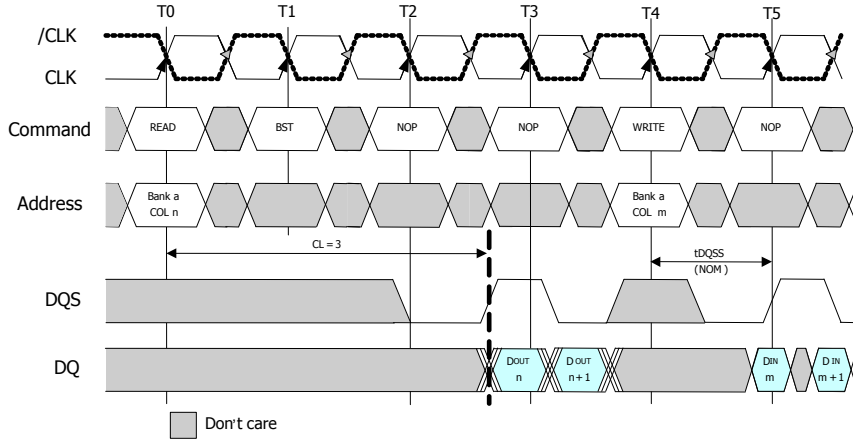 T0 T1 T2 T3 T4 T5
/CLK
CLK
Command READ BST NOP NOP WRITE NOP
Address Bank a COL n Bank a COL m
CL = 3
tDQSS
(NOM)
DQS
DQ DOUT n DOUT n+1 DIN m DIN m+1
Don't care